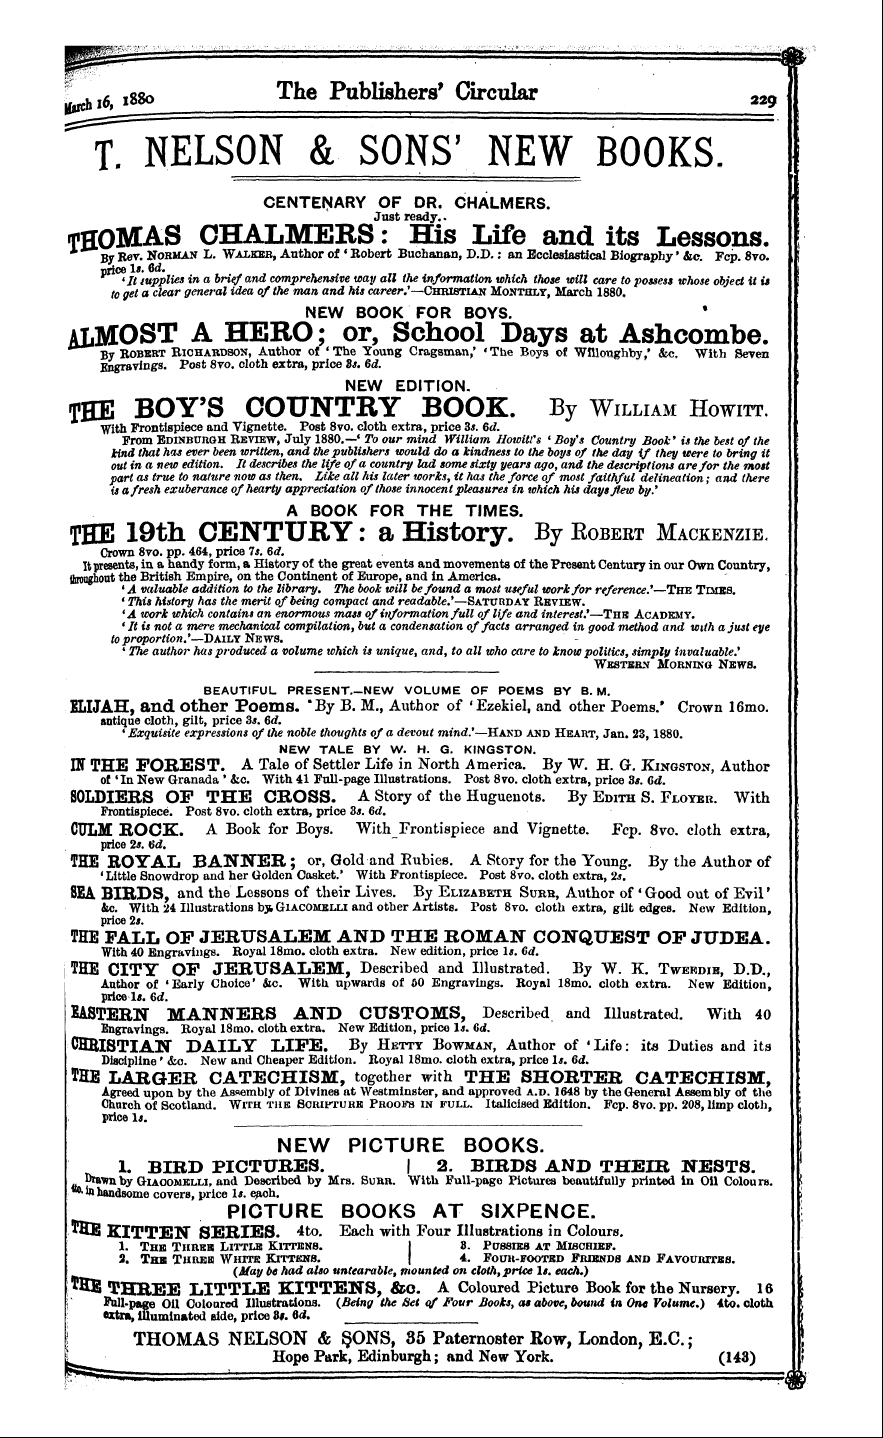 March 16, 1880 The Publishers' Circular 229
T. NELSON & SONS' NEW BOOKS.
CENTENARY OF DR. CHALMERS.
Just ready.
THOMAS CHALMERS: His Life and its Lessons.
By Rev. NORMAN L. WALKER, Author of ‘Robert Buchanan, D.D.: an Ecclesiastical Biography’ &c. Fcp. 8vo.
price 1s. 6d.
‘It supplies in a brief and comprehensive way all the information which those will care to possess whose object it is
to get a clear general idea of the man and his career.’—CHRISTIAN MONTHLY, March 1880.
NEW BOOK FOR BOYS.
ALMOST A HERO; or, School Days at Ashcombe.
By ROBERT RICHARDSON, Author of ‘The Young Cragsman,’ ‘The Boys of Willoughby,’ &c. With Seven
Engravings. Post 8vo. cloth extra, price 3s. 6d.
NEW EDITION.
THE BOY'S COUNTRY BOOK. By WILLIAM HOWITT.
With Frontispiece and Vignette. Post 8vo. cloth extra, price 3s. 6d.
From EDINBURGH REVIEW, July 1880.—‘To our mind William Howitt's ‘Boy's Country Book’ is the best of the
kind that has ever been written, and the publishers would do a kindness to the boys of the day if they were to bring it
out in a new edition. It describes the life of a country lad some sixty years ago, and the descriptions are for the most
part as true to nature now as then. Like all his later works, it has the force of most faithful delineation; and there
is a fresh exuberance of hearty appreciation of those innocent pleasures in which his days flew by.’
A BOOK FOR THE TIMES.
THE 19th CENTURY: a History. By ROBERT MACKENZIE.
Crown 8vo. pp. 464, price 7s. 6d.
It presents, in a handy form, a History of the great events and movements of the Present Century in our Own Country,
throughout the British Empire, on the Continent of Europe, and in America.
‘A valuable addition to the library. The book will be found a most useful work for reference.’—THE TIMES.
‘This history has the merit of being compact and readable.’—SATURDAY REVIEW.
‘A work which contains an enormous mass of information full of life and interest.’—THE ACADEMY.
‘It is not a mere mechanical compilation, but a condensation of facts arranged in good method and with a just eye
to proportion.’—DAILY NEWS.
‘The author has produced a volume which is unique, and, to all who care to know politics, simply invaluable.’
WESTERN MORNING NEWS.
BEAUTIFUL PRESENT.—NEW VOLUME OF POEMS BY B. M.
ELIJAH, and other Poems. By B. M., Author of ‘Ezekiel, and other Poems.’ Crown 16mo.
antique cloth, gilt, price 3s. 6d.
‘Exquisite expressions of the noble thoughts of a devout mind.’—HAND AND HEART, Jan. 23, 1880.
NEW TALE BY W. H. G. KINGSTON.
IN THE FOREST. A Tale of Settler Life in North America. By W. H. G. KINGSTON, Author
of ‘In New Granada’ &c. With 41 Full-page Illustrations. Post 8vo. cloth extra, price 3s. 6d.
SOLDIERS OF THE CROSS. A Story of the Huguenots. By EDITH S. FLOYER. With
Frontispiece. Post 8vo. cloth extra, price 3s. 6d.
CULM ROCK. A Book for Boys. With Frontispiece and Vignette. Fcp. 8vo. cloth extra,
price 2s. 6d.
THE ROYAL BANNER; or, Gold and Rubies. A Story for the Young. By the Author of
‘Little Snowdrop and her Golden Casket.’ With Frontispiece. Post 8vo. cloth extra, 2s.
SEA BIRDS, and the Lessons of their Lives. By ELIZABETH SURR, Author of ‘Good out of Evil’
&c. With 24 Illustrations by GIACOMELLI and other Artists. Post 8vo. cloth extra, gilt edges. New Edition,
price 2s.
THE FALL OF JERUSALEM AND THE ROMAN CONQUEST OF JUDEA.
With 40 Engravings. Royal 18mo. cloth extra. New edition, price 1s. 6d.
THE CITY OF JERUSALEM, Described and Illustrated. By W. K. TWEEDIE, D.D.,
Author of ‘Early Choice’ &c. With upwards of 50 Engravings. Royal 18mo. cloth extra. New Edition,
price 1s. 6d.
EASTERN MANNERS AND CUSTOMS, Described and Illustrated. With 40
Engravings. Royal 18mo. cloth extra. New Edition, price 1s. 6d.
CHRISTIAN DAILY LIFE. By HETTY BOWMAN, Author of ‘Life: its Duties and its
Discipline’ &c. New and Cheaper Edition. Royal 18mo. cloth extra, price 1s. 6d.
THE LARGER CATECHISM, together with THE SHORTER CATECHISM,
Agreed upon by the Assembly of Divines at Westminster, and approved A.D. 1648 by the General Assembly of the
Church of Scotland. WITH THE SCRIPTURE PROOFS IN FULL. Italicised Edition. Fcp. 8vo. pp. 208, limp cloth,
price 1s.
NEW PICTURE BOOKS.
1. BIRD PICTURES. | 2. BIRDS AND THEIR NESTS.
Drawn by GIACOMELLI, and Described by Mrs. SURR. With Full-page Pictures beautifully printed in Oil Colours.
4to. in handsome covers, price 1s. each.
PICTURE BOOKS AT SIXPENCE.
THE KITTEN SERIES. 4to. Each with Four Illustrations in Colours.
1. THE THREE LITTLE KITTENS. | 3. PUSSIES AT MISCHIEF.
2. THE THREE WHITE KITTENS. | 4. FOUR-FOOTED FRIENDS AND FAVOURITES.
(May be had also untearable, mounted on cloth, price 1s. each.)
THE THREE LITTLE KITTENS, &c. A Coloured Picture Book for the Nursery. 16
Full-page Oil Coloured Illustrations. (Being the Set of Four Books, as above, bound in One Volume.) 4to. cloth
extra, illuminated side, price 3s. 6d.
THOMAS NELSON & SONS, 35 Paternoster Row, London, E.C.;
Hope Park, Edinburgh; and New York. (143)